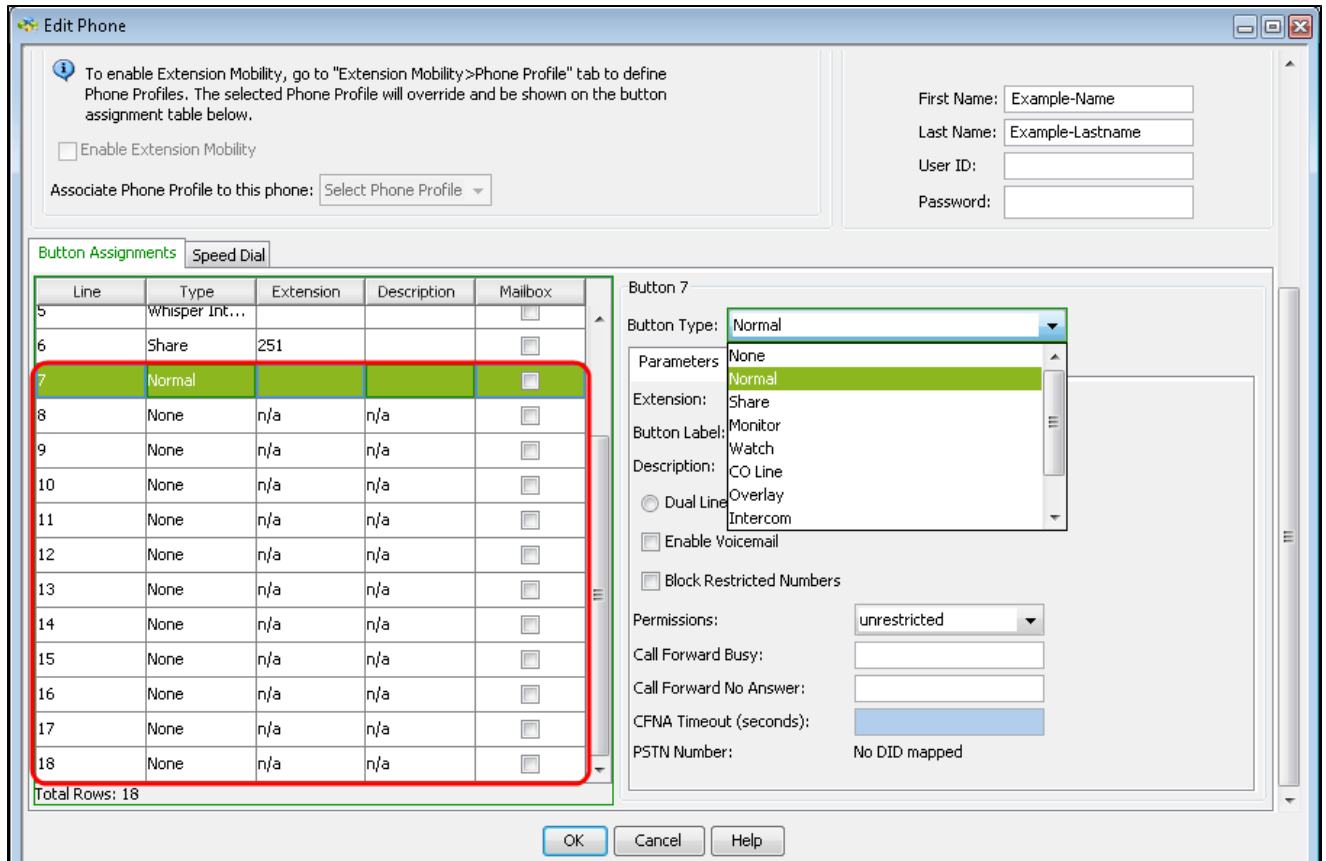 Edit Phone
To enable Extension Mobility, go to "Extension Mobility>Phone Profile" tab to define
Phone Profiles. The selected Phone Profile will override and be shown on the button
assignment table below.
Enable Extension Mobility
Associate Phone Profile to this phone: Select Phone Profile
First Name: Example-Name
Last Name: Example-Lastname
User ID:
Password:
Button Assignments Speed Dial
Line Type Extension Description Mailbox
5 Whisper Int...
6 Share 251
7 Normal
8 None n/a n/a
9 None n/a n/a
10 None n/a n/a
11 None n/a n/a
12 None n/a n/a
13 None n/a n/a
14 None n/a n/a
15 None n/a n/a
16 None n/a n/a
17 None n/a n/a
18 None n/a n/a
Total Rows: 18
Button 7
Button Type: Normal
None
Normal
Share
Monitor
Watch
CO Line
Overlay
Intercom
Parameters
Extension:
Button Label:
Description:
Dual Line
Enable Voicemail
Block Restricted Numbers
Permissions: unrestricted
Call Forward Busy:
Call Forward No Answer:
CFNA Timeout (seconds):
PSTN Number: No DID mapped
OK Cancel Help